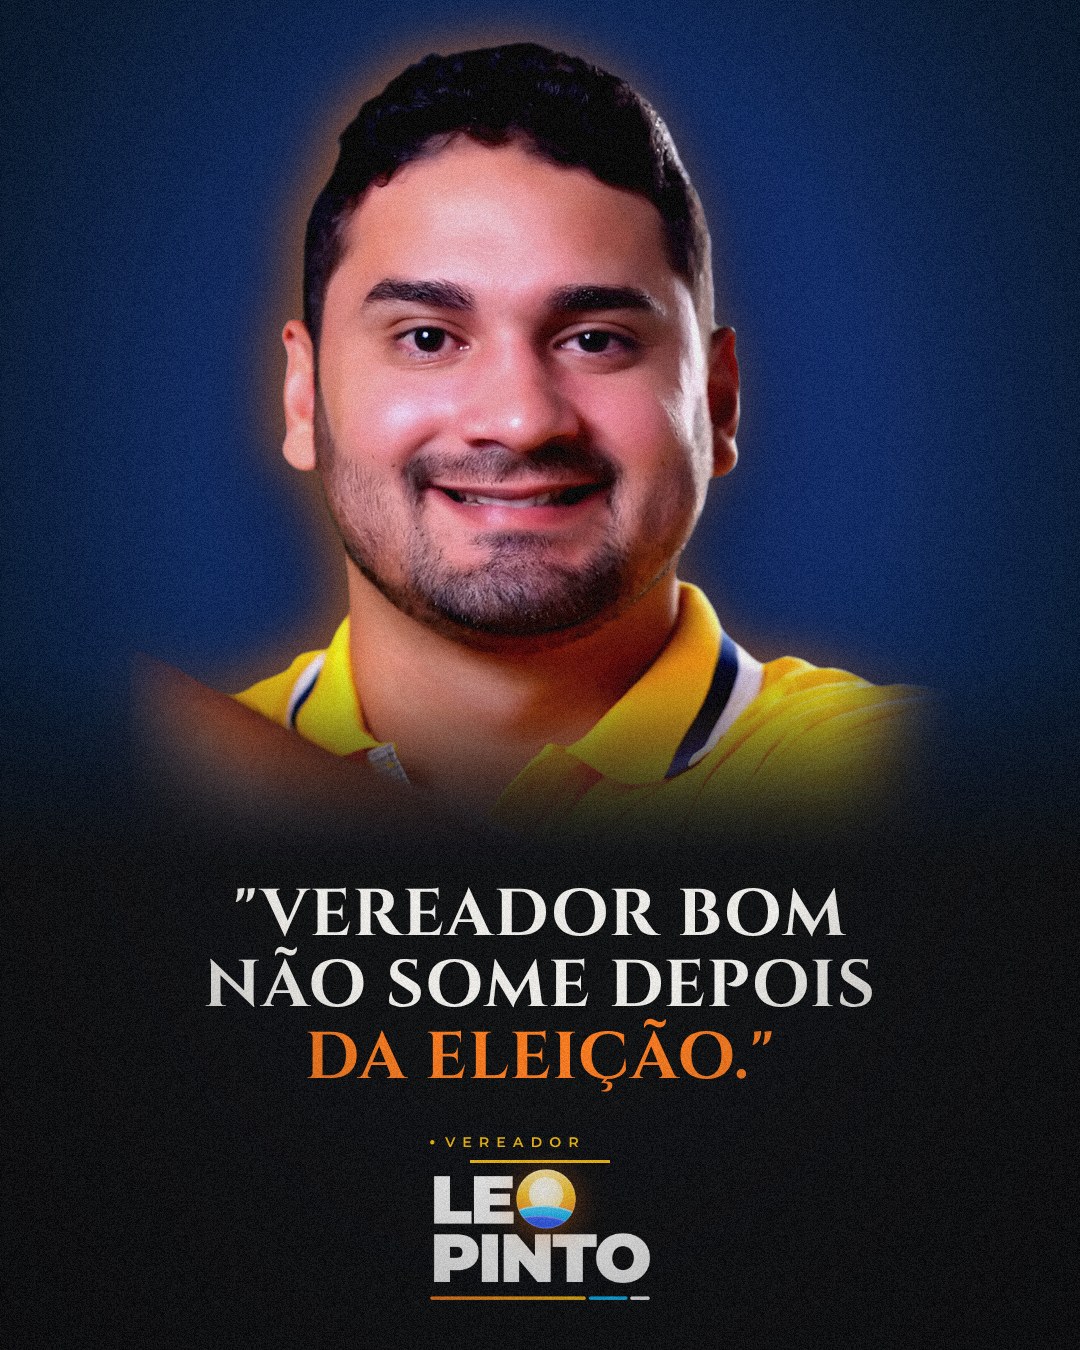 "VEREADOR BOM
NÃO SOME DEPOIS
DA ELEIÇÃO."
• VEREADOR
LEO
PINTO